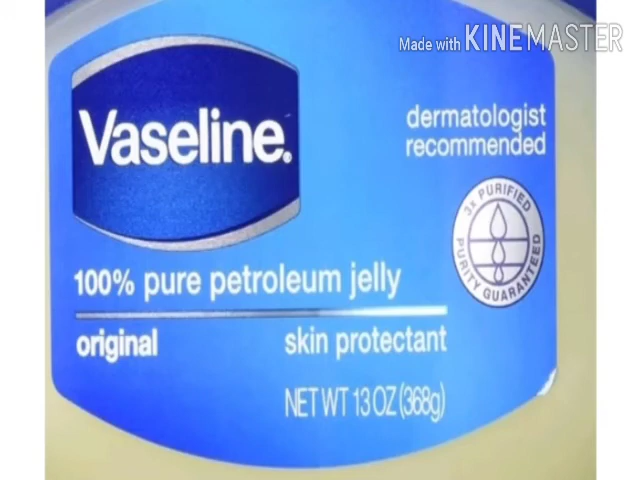 Made with KINEMASTER
Vaseline®
dermatologist
recommended
3x PURIFIED
PURITY GUARANTEED
100% pure petroleum jelly
original
skin protectant
NET WT 13 OZ (368g)